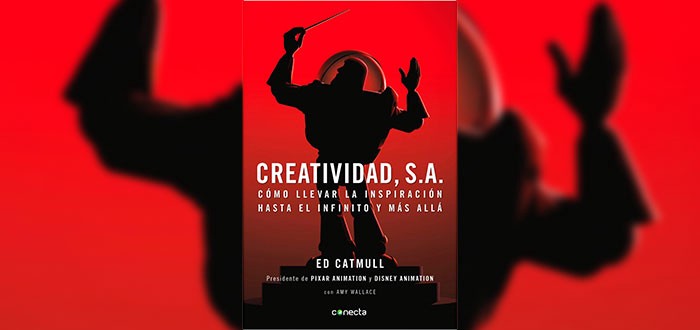 CREATIVIDAD, S.A.
CÓMO LLEVAR LA INSPIRACIÓN
HASTA EL INFINITO Y MÁS ALLÁ
ED CATMULL
Presidente de PIXAR ANIMATION y DISNEY ANIMATION
con AMY WALLACE
conecta